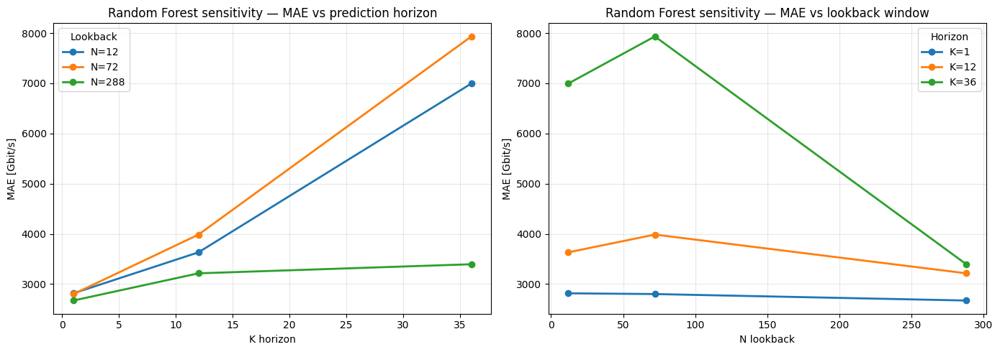 Random Forest sensitivity — MAE vs prediction horizon
MAE [Gbit/s]
8000
7000
6000
5000
4000
3000
Lookback
N=12
N=72
N=288
0 5 10 15 20 25 30 35
K horizon
Random Forest sensitivity — MAE vs lookback window
MAE [Gbit/s]
8000
7000
6000
5000
4000
3000
Horizon
K=1
K=12
K=36
0 50 100 150 200 250 300
N lookback